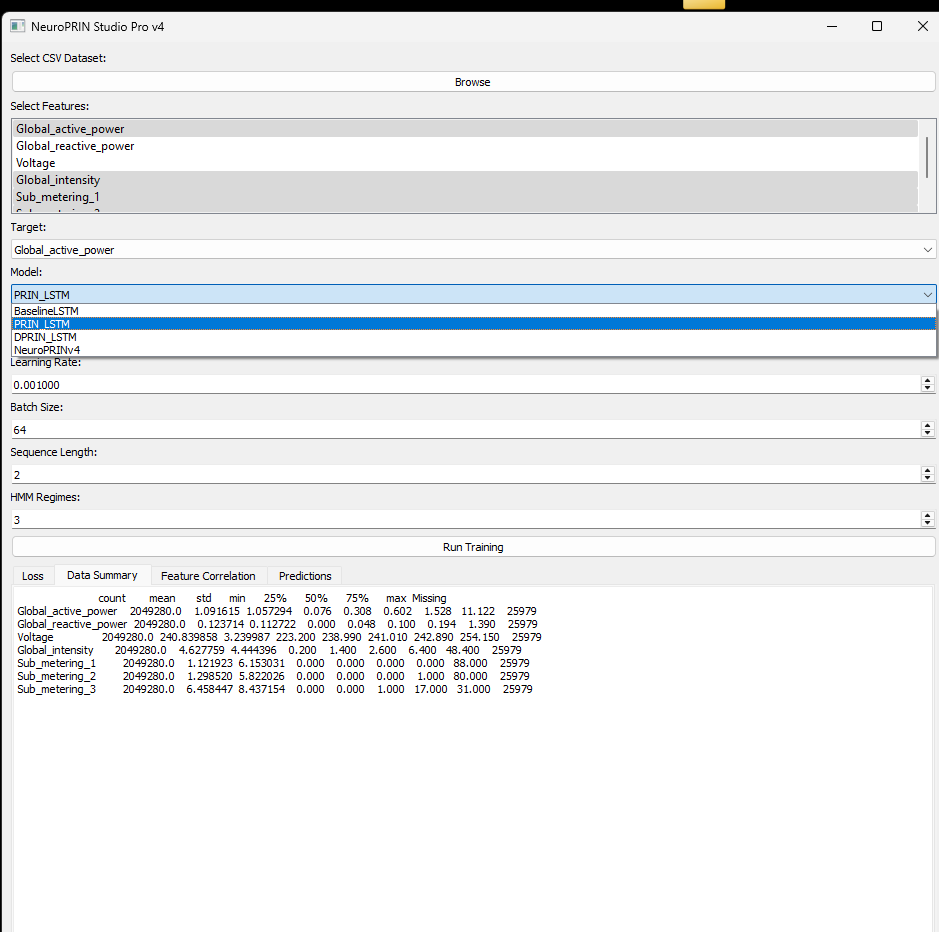 NeuroPRIN Studio Pro v4
Select CSV Dataset:
Browse
Select Features:
Global_active_power
Global_reactive_power
Voltage
Global_intensity
Sub_metering_1
Target:
Global_active_power
Model:
PRIN_LSTM
BaselineLSTM
PRIN_LSTM
DPRIN_LSTM
NeuroPRINv4
Learning Rate:
0.001000
Batch Size:
64
Sequence Length:
2
HMM Regimes:
3
Run Training
Loss Data Summary Feature Correlation Predictions
count mean std min 25% 50% 75% max Missing
Global_active_power 2049280.0 1.091615 1.057294 0.076 0.308 0.602 1.528 11.122 25979
Global_reactive_power 2049280.0 0.123714 0.112722 0.000 0.048 0.100 0.194 1.390 25979
Voltage 2049280.0 240.839858 3.239987 223.200 238.990 241.010 242.890 254.150 25979
Global_intensity 2049280.0 4.627759 4.444396 0.200 1.400 2.600 6.400 48.400 25979
Sub_metering_1 2049280.0 1.121923 6.153031 0.000 0.000 0.000 0.000 88.000 25979
Sub_metering_2 2049280.0 1.298520 5.822026 0.000 0.000 0.000 1.000 80.000 25979
Sub_metering_3 2049280.0 6.458447 8.437154 0.000 0.000 1.000 17.000 31.000 25979